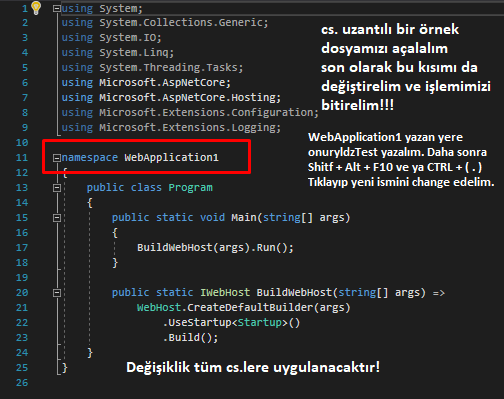 1 using System;
2 using System.Collections.Generic;
3 using System.IO;
4 using System.Linq;
5 using System.Threading.Tasks;
6 using Microsoft.AspNetCore;
7 using Microsoft.AspNetCore.Hosting;
8 using Microsoft.Extensions.Configuration;
9 using Microsoft.Extensions.Logging;
10
11 namespace WebApplication1
12 {
13 public class Program
14 {
15 public static void Main(string[] args)
16 {
17 BuildWebHost(args).Run();
18 }
19
20 public static IWebHost BuildWebHost(string[] args) =>
21 WebHost.CreateDefaultBuilder(args)
22 .UseStartup<Startup>()
23 .Build();
24 }
25 }
26
cs. uzantılı bir örnek
dosyamızı açalalım
son olarak bu kısımı da
değiştirelim ve işlemimizi
bitirelim!!!
WebApplication1 yazan yere
onuryldzTest yazalım. Daha sonra
Shitf + Alt + F10 ve ya CTRL + ( . )
Tıklayıp yeni ismini change edelim.
Değişiklik tüm cs.lere uygulanacaktır!